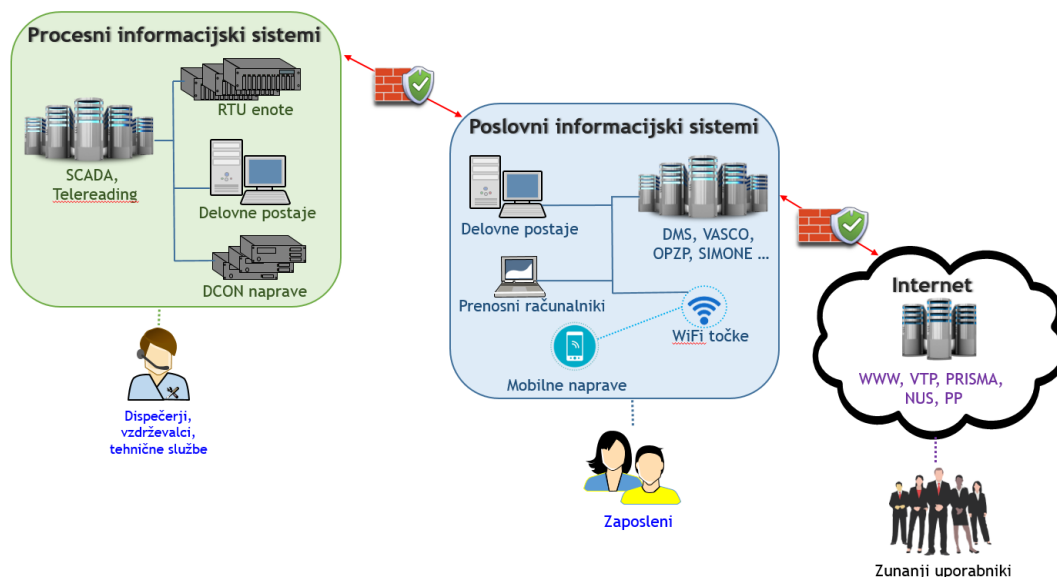 Procesni informacijski sistemi
RTU enote
SCADA,
Telereading
Delovne postaje
DCON naprave
Dispečerji,
vzdrževalci,
tehnične službe
Poslovni informacijski sistemi
Delovne postaje
DMS, VASCO,
OPZP, SIMONE …
Prenosni računalniki
WiFi točke
Mobilne naprave
Zaposleni
Internet
WWW, VTP, PRISMA,
NUS, PP
Zunanji uporabniki